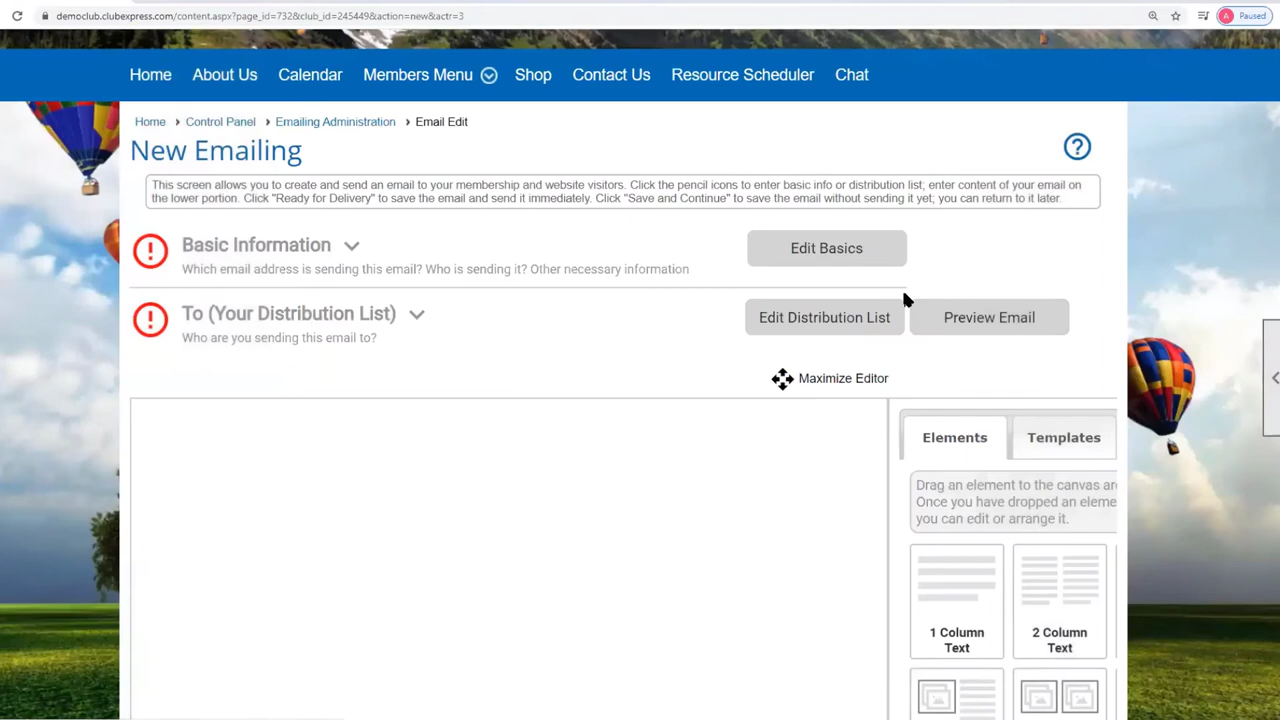 democlub.clubexpress.com/content.aspx?page_id=732&club_id=245449&action=new&actr=3
A Paused
Home About Us Calendar Members Menu Shop Contact Us Resource Scheduler Chat
Home › Control Panel › Emailing Administration › Email Edit
New Emailing
?
This screen allows you to create and send an email to your membership and website visitors. Click the pencil icons to enter basic info or distribution list; enter content of your email on
the lower portion. Click "Ready for Delivery" to save the email and send it immediately. Click "Save and Continue" to save the email without sending it yet; you can return to it later.
! Basic Information
Edit Basics
Which email address is sending this email? Who is sending it? Other necessary information
! To (Your Distribution List)
Edit Distribution List Preview Email
Who are you sending this email to?
Maximize Editor
Elements Templates
Drag an element to the canvas
Once you have dropped an
you can edit or arrange it.
1 Column
Text
2 Column
Text